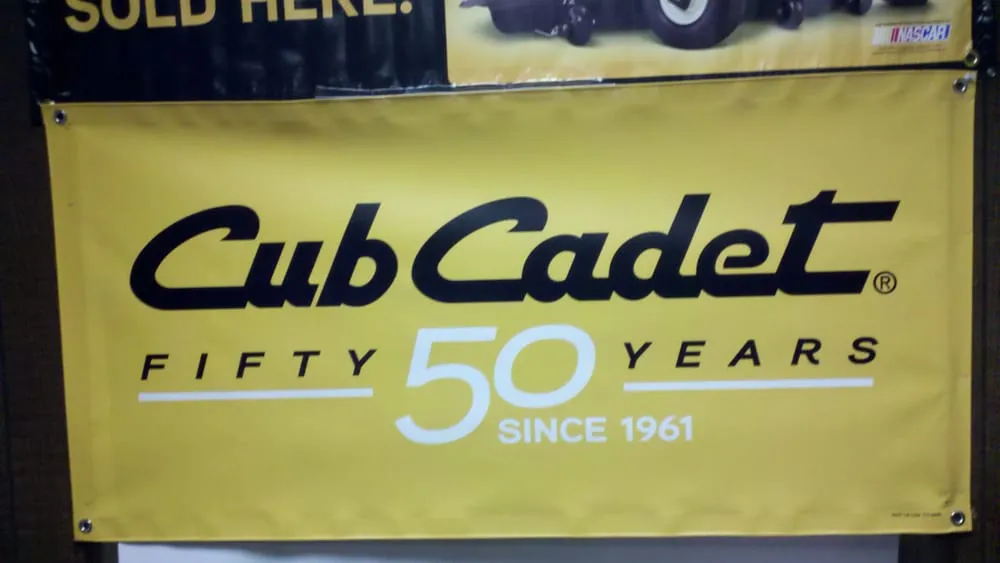 SOLD HERE.
NASCAR
Cub Cadet®
FIFTY 50 YEARS
SINCE 1961